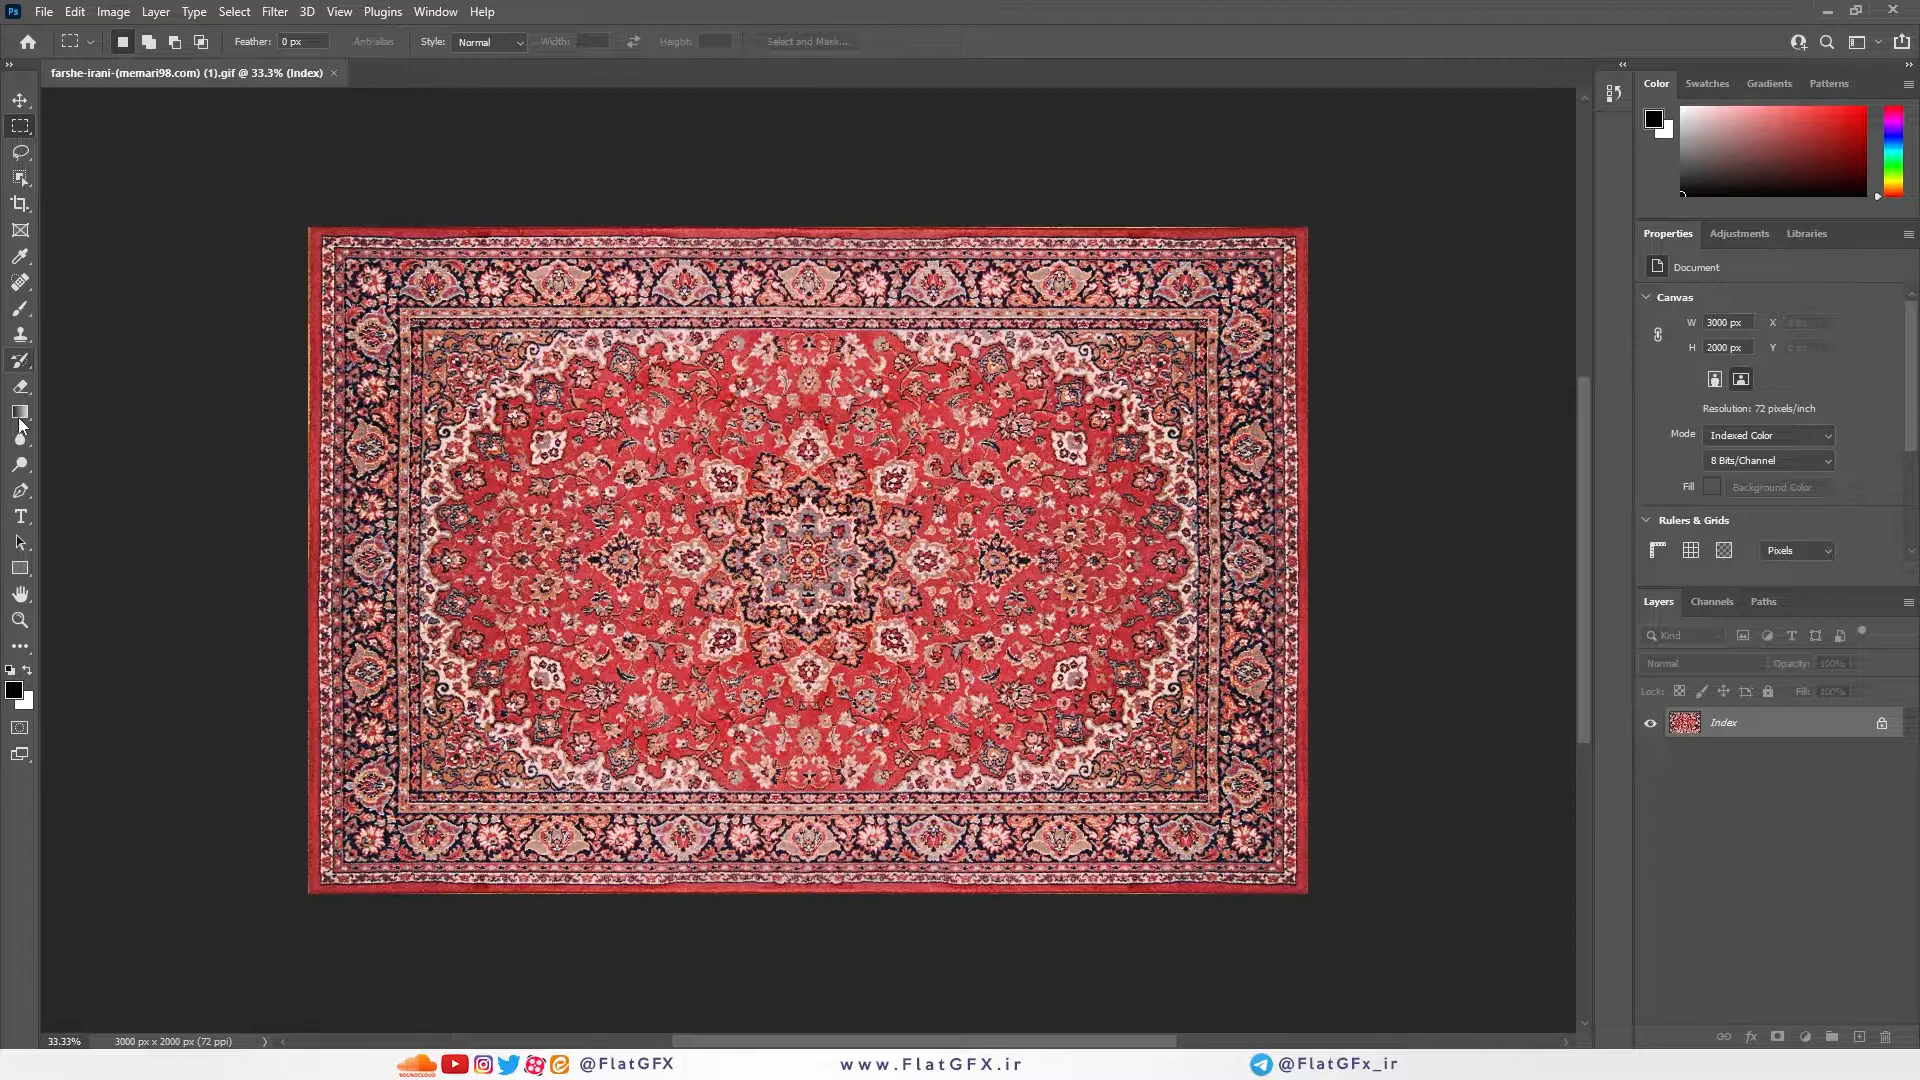 Ps File Edit Image Layer Type Select Filter 3D View Plugins Window Help
Feather: 0 px Anti-alias Style: Normal Width: Height: Select and Mask...
farshe-irani-(memari98.com) (1).gif @ 33.3% (Index) ×
Color Swatches Gradients Patterns
Properties Adjustments Libraries
Document
Canvas
W 3000 px X
H 2000 px Y
Resolution: 72 pixels/inch
Mode Indexed Color
8 Bits/Channel
Fill Background Color
Rulers & Grids
Pixels
Layers Channels Paths
Kind
Normal Opacity: 100%
Lock: Fill: 100%
Index
33.33% 3000 px x 2000 px (72 ppi)
SOUNDCLOUD @FlatGFX www.FlatGFX.ir @FlatGFx_ir